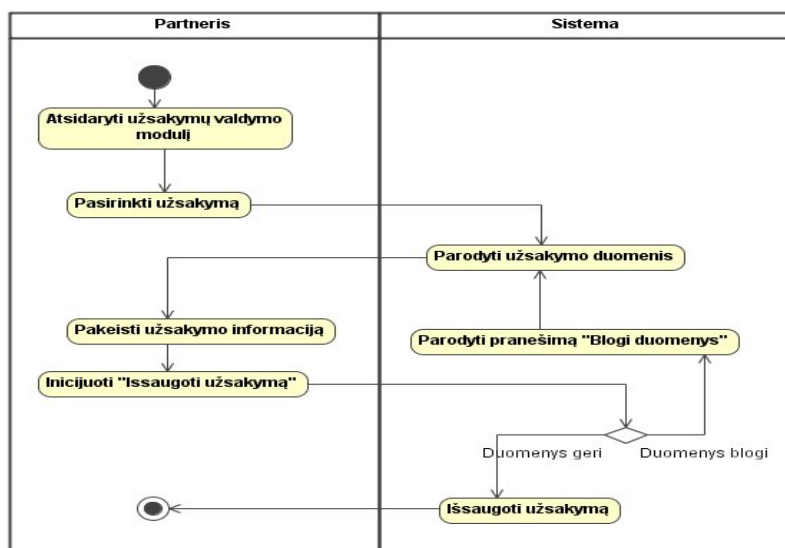 Partneris
Sistema
Atsidaryti užsakymų valdymo
modulį
Pasirinkti užsakymą
Parodyti užsakymo duomenis
Pakeisti užsakymo informaciją
Parodyti pranešimą "Blogi duomenys"
Inicijuoti "Issaugoti užsakymą"
Duomenys geri
Duomenys blogi
Išsaugoti užsakymą